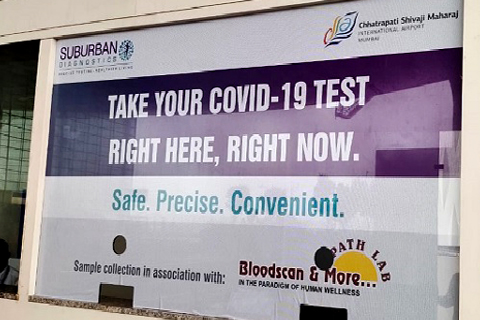 SUBURBAN
DIAGNOSTICS
Chhatrapati Shivaji Maharaj
INTERNATIONAL AIRPORT
MUMBAI
TAKE YOUR COVID-19 TEST
RIGHT HERE, RIGHT NOW.
Safe. Precise. Convenient.
Sample collection in association with:
Bloodscan & More...
PATH LAB
IN THE PARADIGM OF HUMAN WELLNESS